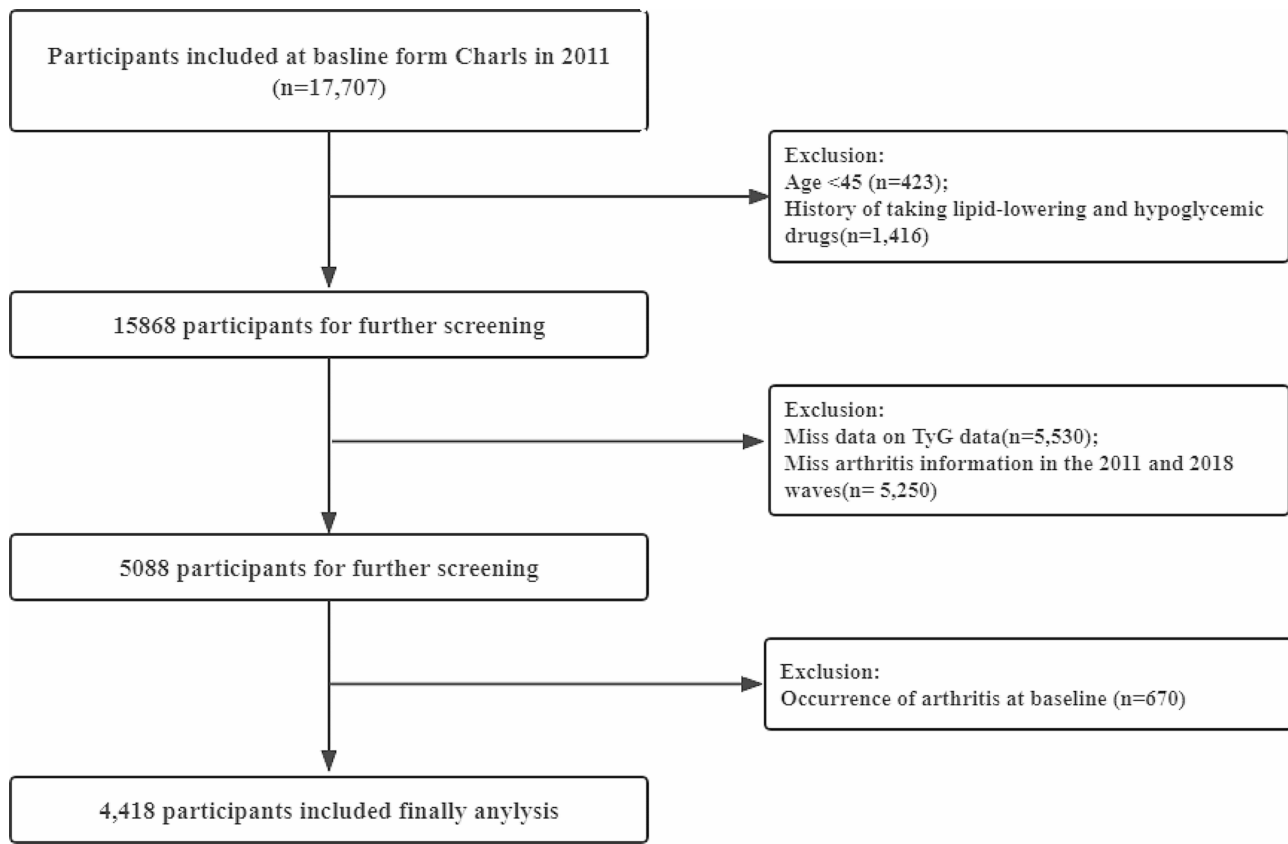 Participants included at basline form Charls in 2011
(n=17,707)
Exclusion:
Age <45 (n=423);
History of taking lipid-lowering and hypoglycemic
drugs(n=1,416)
15868 participants for further screening
Exclusion:
Miss data on TyG data(n=5,530);
Miss arthritis information in the 2011 and 2018
waves(n= 5,250)
5088 participants for further screening
Exclusion:
Occurrence of arthritis at baseline (n=670)
4,418 participants included finally anylysis